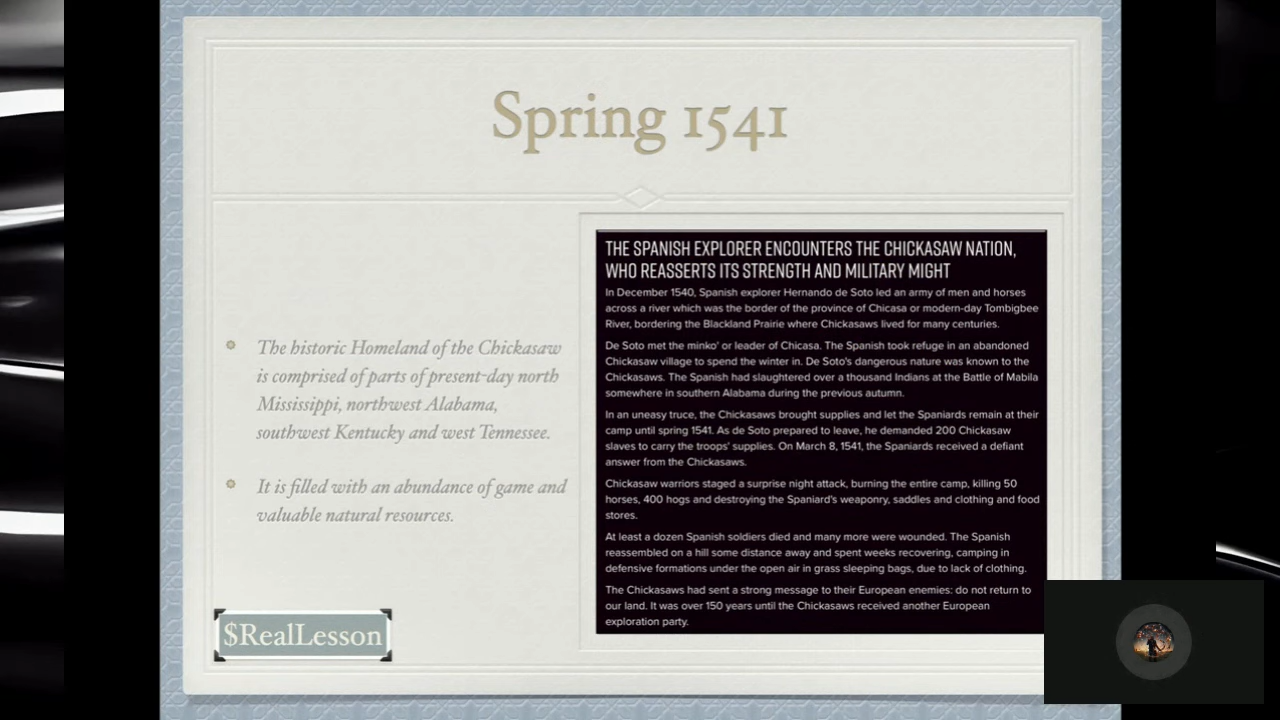 Spring 1541
The historic Homeland of the Chickasaw
is comprised of parts of present-day north
Mississippi, northwest Alabama,
southwest Kentucky and west Tennessee.
It is filled with an abundance of game and
valuable natural resources.
$RealLesson
THE SPANISH EXPLORER ENCOUNTERS THE CHICKASAW NATION,
WHO REASSERTS ITS STRENGTH AND MILITARY MIGHT
In December 1540, Spanish explorer Hernando de Soto led an army of men and horses
across a river which was the border of the province of Chicasa or modern-day Tombigbee
River, bordering the Blackland Prairie where Chickasaws lived for many centuries.
De Soto met the minko' or leader of Chicasa. The Spanish took refuge in an abandoned
Chickasaw village to spend the winter in. De Soto's dangerous nature was known to the
Chickasaws. The Spanish had slaughtered over a thousand Indians at the Battle of Mabila
somewhere in southern Alabama during the previous autumn.
In an uneasy truce, the Chickasaws brought supplies and let the Spaniards remain at their
camp until spring 1541. As de Soto prepared to leave, he demanded 200 Chickasaw
slaves to carry the troops' supplies. On March 8, 1541, the Spaniards received a defiant
answer from the Chickasaws.
Chickasaw warriors staged a surprise night attack, burning the entire camp, killing 50
horses, 400 hogs and destroying the Spaniard's weaponry, saddles and clothing and food
stores.
At least a dozen Spanish soldiers died and many more were wounded. The Spanish
reassembled on a hill some distance away and spent weeks recovering, camping in
defensive formations under the open air in grass sleeping bags, due to lack of clothing.
The Chickasaws had sent a strong message to their European enemies: do not return to
our land. It was over 150 years until the Chickasaws received another European
exploration party.